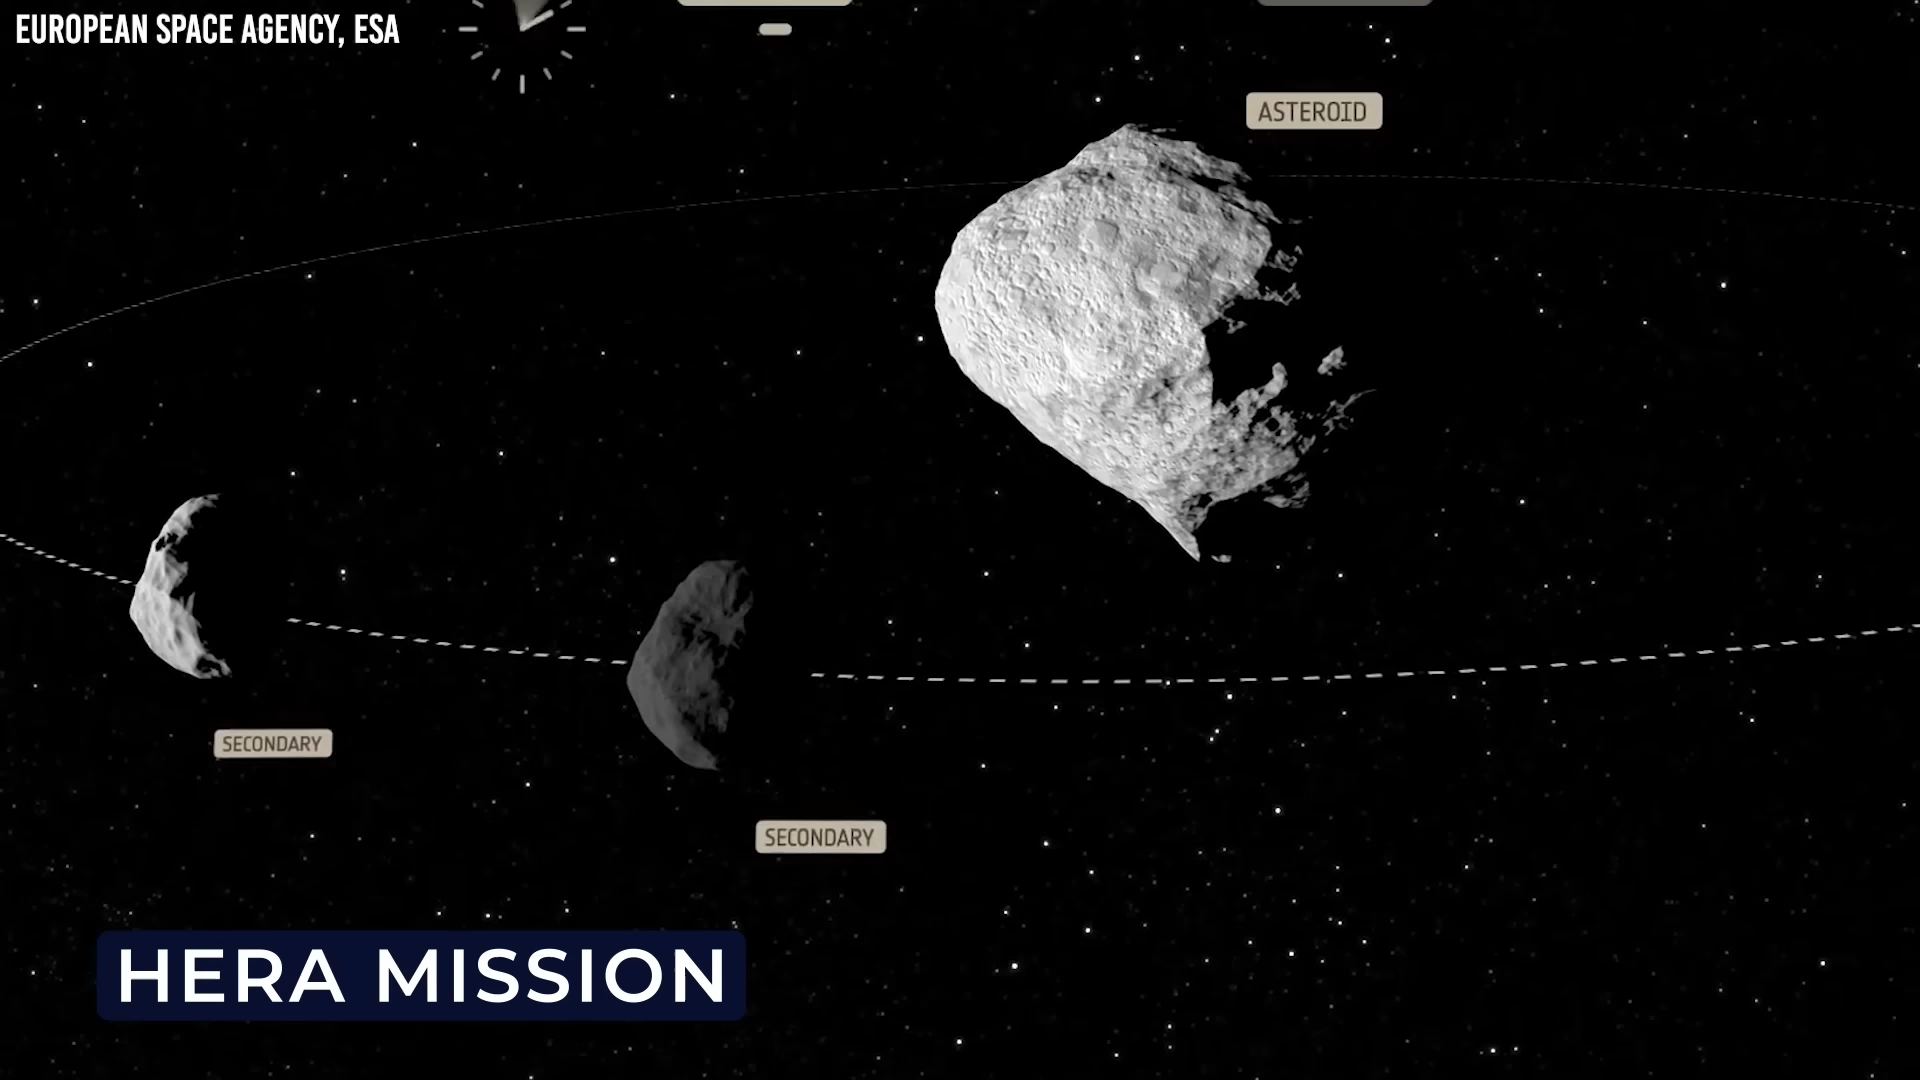 EUROPEAN SPACE AGENCY, ESA
ASTEROID
SECONDARY
SECONDARY
HERA MISSION